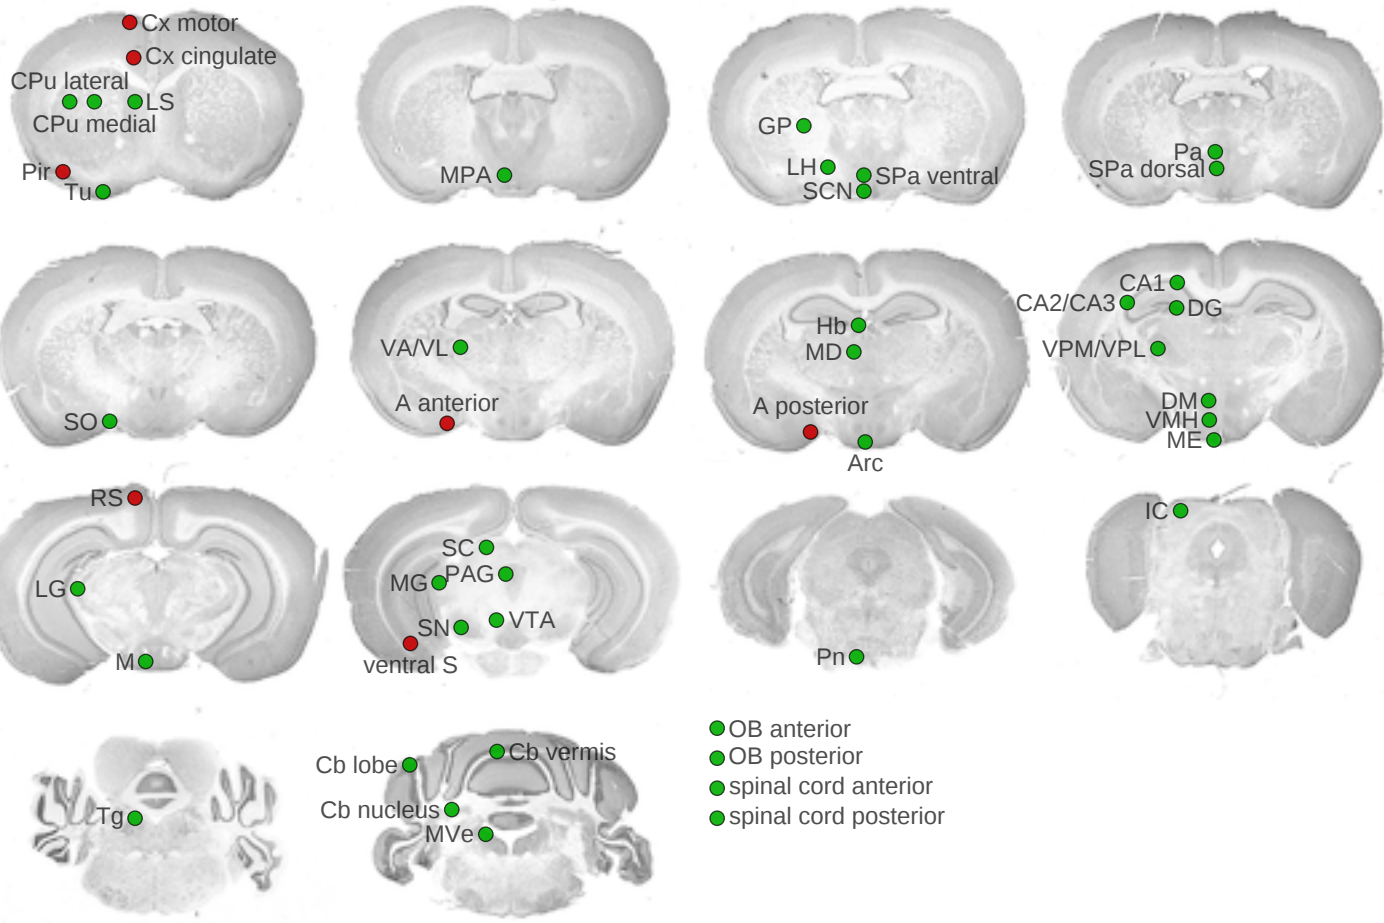 Cx motor
Cx cingulate
CPu lateral
LS
CPu medial
Pir
Tu
MPA
GP
LH
SPa ventral
SCN
Pa
SPa dorsal
SO
VA/VL
A anterior
Hb
MD
A posterior
Arc
CA1
CA2/CA3
DG
VPM/VPL
DM
VMH
ME
RS
LG
M
SC
MG
PAG
SN
VTA
ventral S
Pn
IC
Tg
Cb lobe
Cb vermis
Cb nucleus
MVe
OB anterior
OB posterior
spinal cord anterior
spinal cord posterior